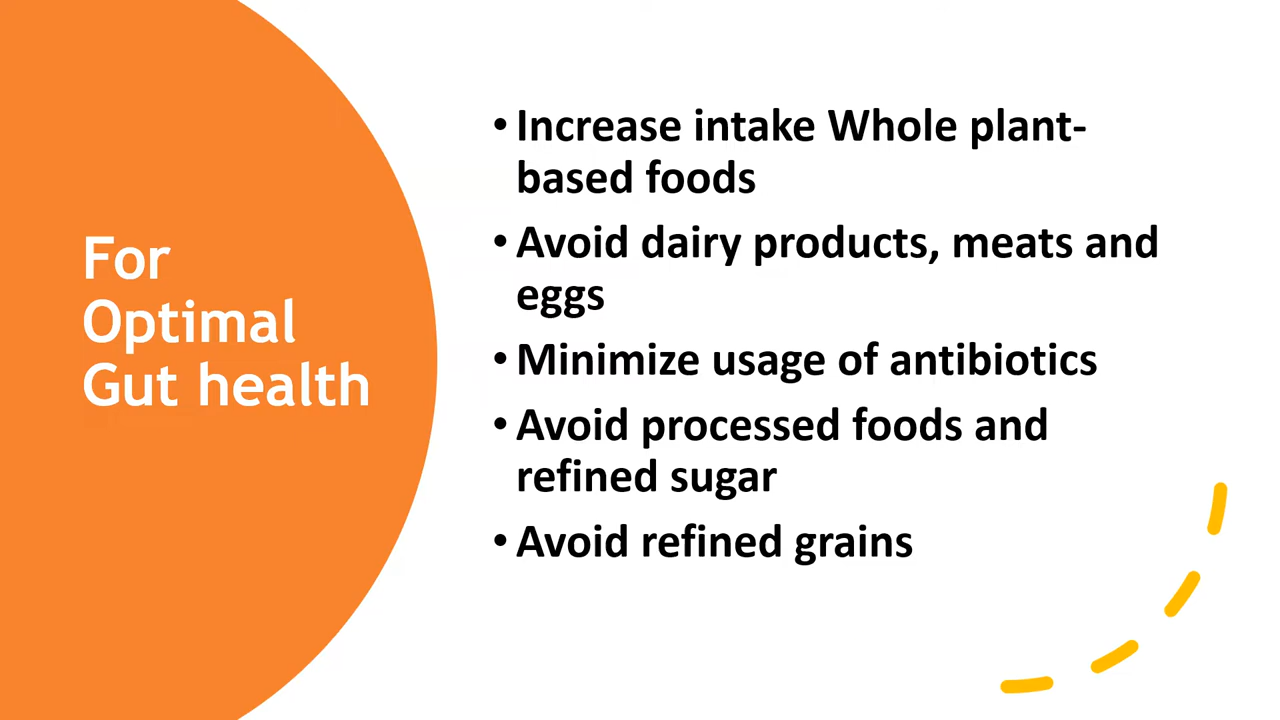 For
Optimal
Gut health
• Increase intake Whole plant-
based foods
• Avoid dairy products, meats and
eggs
• Minimize usage of antibiotics
• Avoid processed foods and
refined sugar
• Avoid refined grains